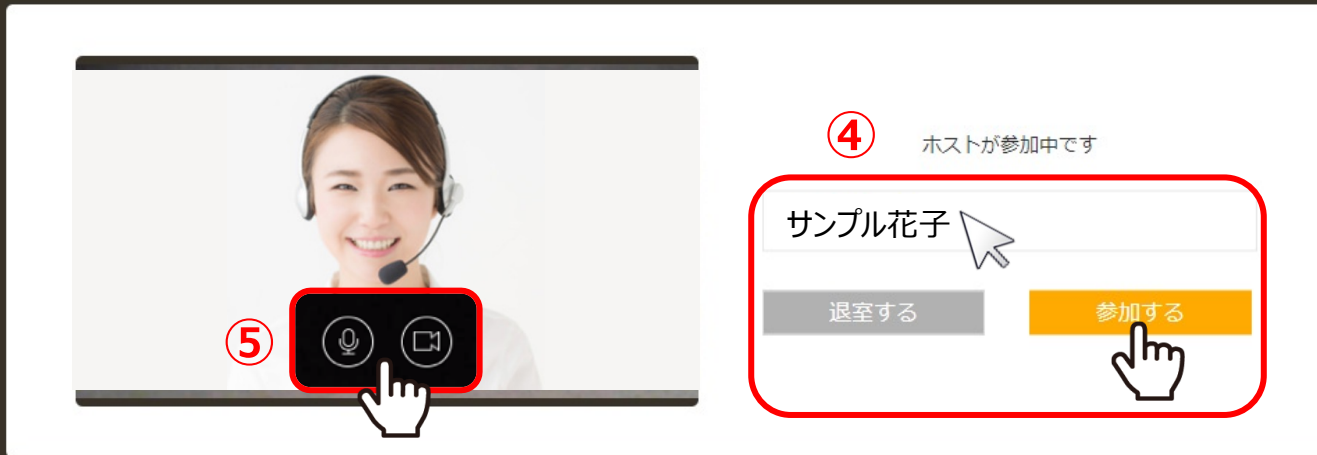 ④
ホストが参加中です
サンプル花子
退室する
参加する
⑤